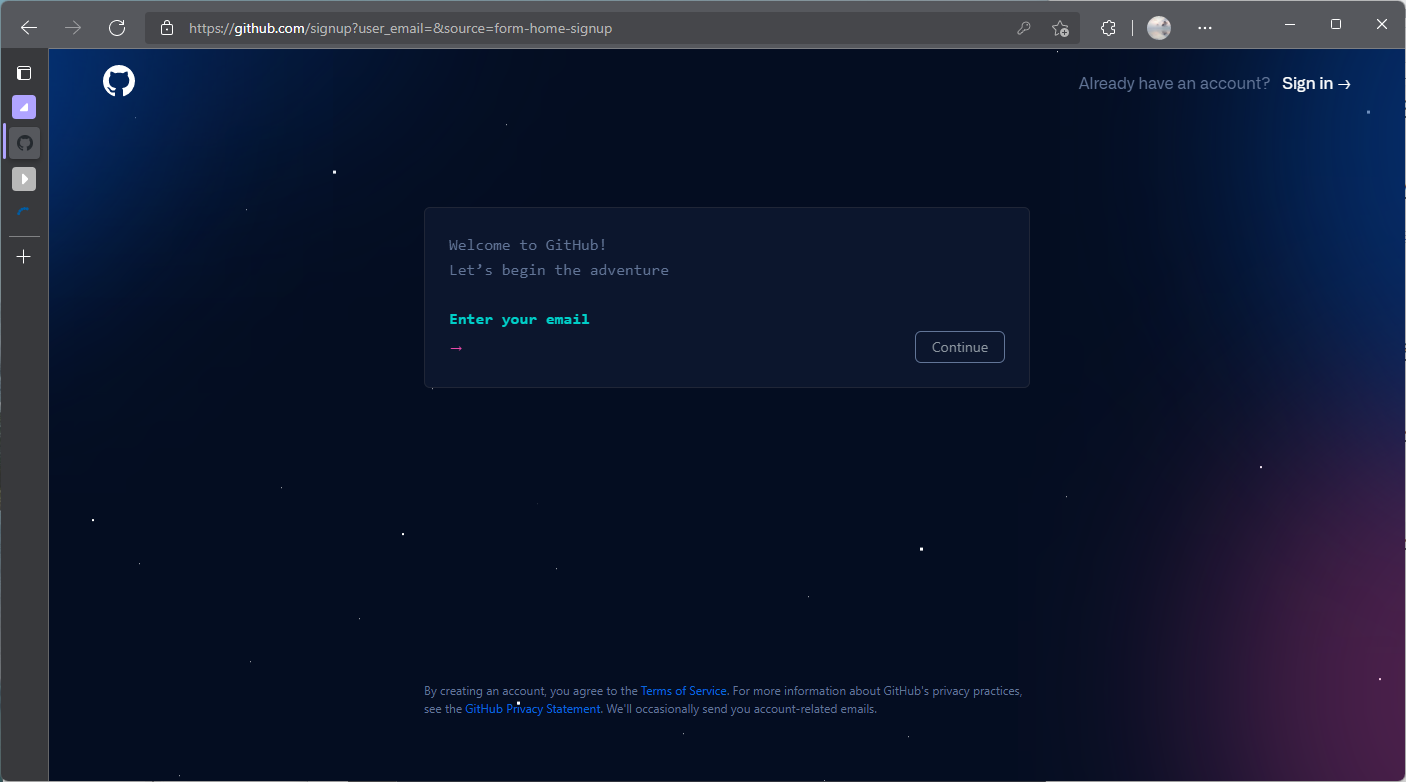 https://github.com/signup?user_email=&source=form-home-signup
Already have an account? Sign in →
Welcome to GitHub!
Let’s begin the adventure
Enter your email
→
Continue
By creating an account, you agree to the Terms of Service. For more information about GitHub's privacy practices,
see the GitHub Privacy Statement. We'll occasionally send you account-related emails.